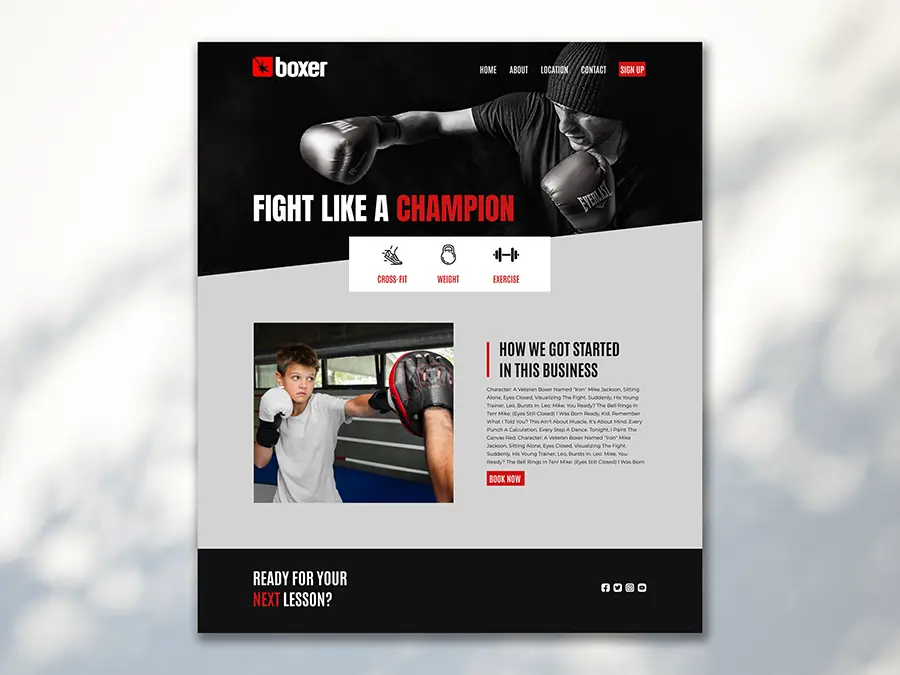 boxer
HOME ABOUT LOCATION CONTACT SIGN UP
EVERLAST
FIGHT LIKE A CHAMPION
CROSS-FIT WEIGHT EXERCISE
HOW WE GOT STARTED
IN THIS BUSINESS
Character: A Veteran Boxer Named "Iron" Mike Jackson, Sitting
Alone, Eyes Closed, Visualizing The Fight. Suddenly, His Young
Trainer, Leo, Bursts In. Leo: Mike, You Ready? The Bell Rings In
Ten! Mike: (Eyes Still Closed) I Was Born Ready, Kid. Remember
What I Told You? This Ain't About Muscle, It's About Mind. Every
Punch A Calculation, Every Step A Dance. Tonight, I Paint The
Canvas Red. Character: A Veteran Boxer Named "Iron" Mike
Jackson, Sitting Alone, Eyes Closed, Visualizing The Fight.
Suddenly, His Young Trainer, Leo, Bursts In. Leo: Mike, You
Ready? The Bell Rings In Ten! Mike: (Eyes Still Closed) I Was Born
BOOK NOW
READY FOR YOUR
NEXT LESSON?